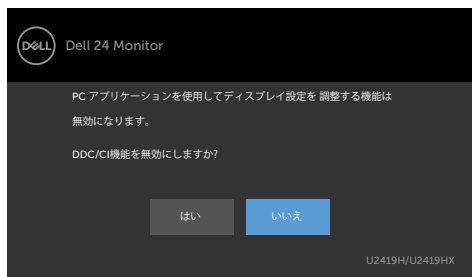 DELL Dell 24 Monitor
PC アプリケーションを使用してディスプレイ設定を 調整する機能は
無効になります。
DDC/CI機能を無効にしますか?
はい いいえ
U2419H/U2419HX